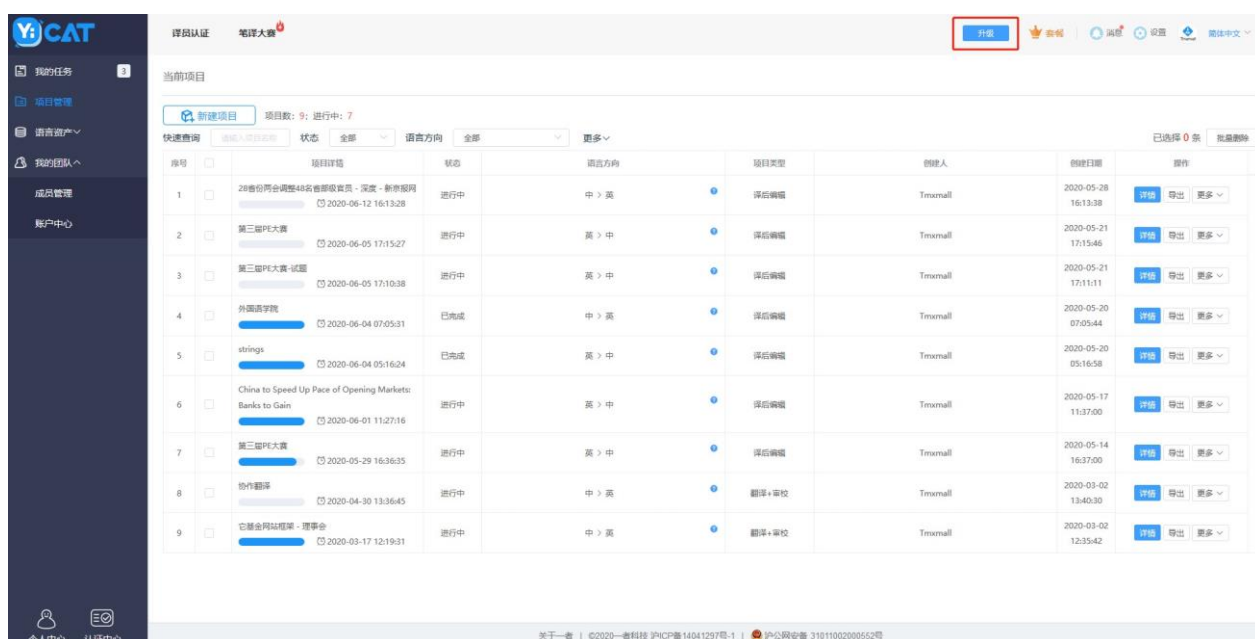 YiCAT
译员认证 笔译大赛 升级 套餐 消息 设置 Tmxmall 简体中文
我的任务 3
当前项目
项目管理
新建项目 项目数: 9; 进行中: 7
语言资产
快速查询 请输入项目名称 状态 全部 语言方向 全部 更多 已选择 0 条 批量删除
我的团队
序号 项目详情 状态 语言方向 项目类型 创建人 创建日期 操作
成员管理
账户中心
1 28省份两会调整48名省部级官员 - 深度 - 新京报网 进行中 中 > 英 译后编辑 Tmxmall 2020-05-28 详情 导出 更多
2020-06-12 16:13:28 16:13:38
2 第三届PE大赛 进行中 英 > 中 译后编辑 Tmxmall 2020-05-21 详情 导出 更多
2020-06-05 17:15:27 17:15:46
3 第三届PE大赛-试题 进行中 英 > 中 译后编辑 Tmxmall 2020-05-21 详情 导出 更多
2020-06-05 17:10:38 17:11:11
4 外国语学院 已完成 中 > 英 译后编辑 Tmxmall 2020-05-20 详情 导出 更多
2020-06-04 07:05:31 07:05:44
5 strings 已完成 英 > 中 译后编辑 Tmxmall 2020-05-20 详情 导出 更多
2020-06-04 05:16:24 05:16:58
6 China to Speed Up Pace of Opening Markets: 进行中 英 > 中 译后编辑 Tmxmall 2020-05-17 详情 导出 更多
Banks to Gain 11:37:00
2020-06-01 11:27:16
7 第三届PE大赛 进行中 英 > 中 译后编辑 Tmxmall 2020-05-14 详情 导出 更多
2020-05-29 16:36:35 16:37:00
8 协作翻译 进行中 中 > 英 翻译+审校 Tmxmall 2020-03-02 详情 导出 更多
2020-04-30 13:36:45 13:40:30
9 它基金网站框架 - 理事会 进行中 中 > 英 翻译+审校 Tmxmall 2020-03-02 详情 导出 更多
2020-03-17 12:19:31 12:35:42
个人中心 认证中心
关于一者 | ©2020一者科技 沪ICP备14041297号-1 | 沪公网安备 31011002000552号